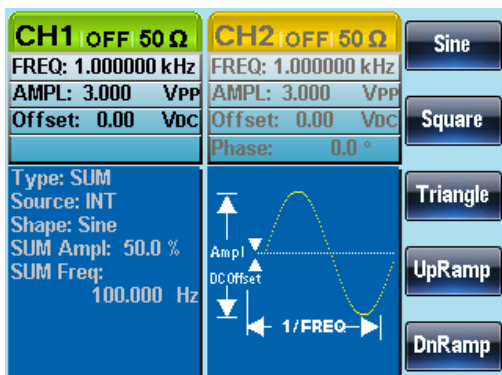 CH1 OFF 50 Ω
FREQ: 1.000000 kHz
AMPL: 3.000 VPP
Offset: 0.00 VDC
CH2 OFF 50 Ω
FREQ: 1.000000 kHz
AMPL: 3.000 VPP
Offset: 0.00 VDC
Phase: 0.0 °
Type: SUM
Source: INT
Shape: Sine
SUM Ampl: 50.0 %
SUM Freq:
100.000 Hz
Ampl
DC Offset
1/FREQ
Sine
Square
Triangle
UpRamp
DnRamp